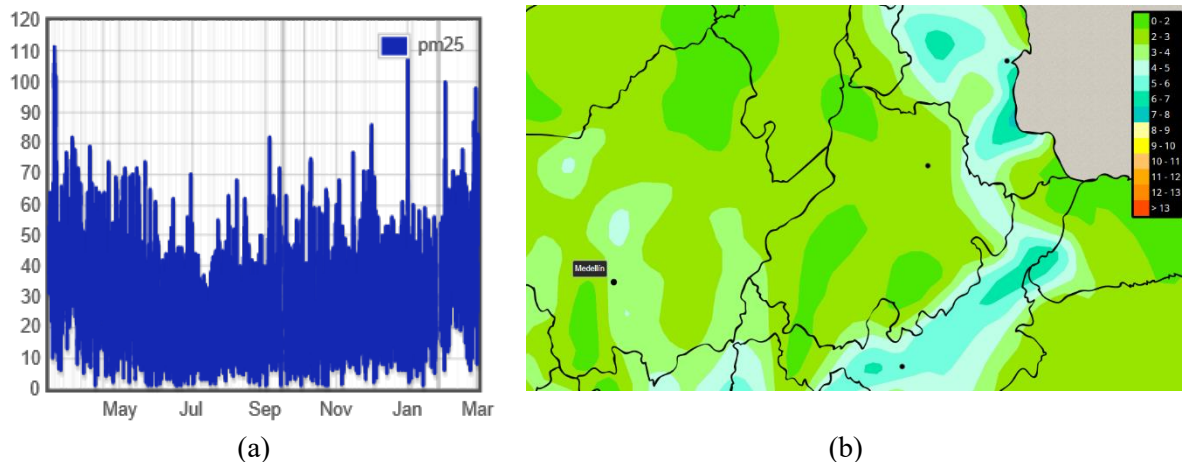 120
110
100
90
80
70
60
50
40
30
20
10
0
pm25
May
Jul
Sep
Nov
Jan
Mar
(a)
Medellín
0 - 2
2 - 3
3 - 4
4 - 5
5 - 6
6 - 7
7 - 8
8 - 9
9 - 10
10 - 11
11 - 12
12 - 13
> 13
(b)